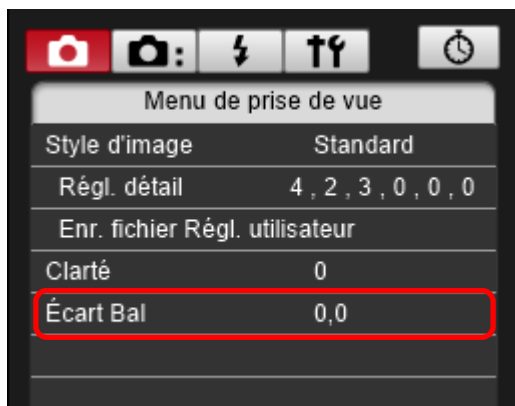 Menu de prise de vue
Style d'image Standard
Régl. détail 4 , 2 , 3 , 0 , 0 , 0
Enr. fichier Régl. utilisateur
Clarté 0
Écart Bal 0,0